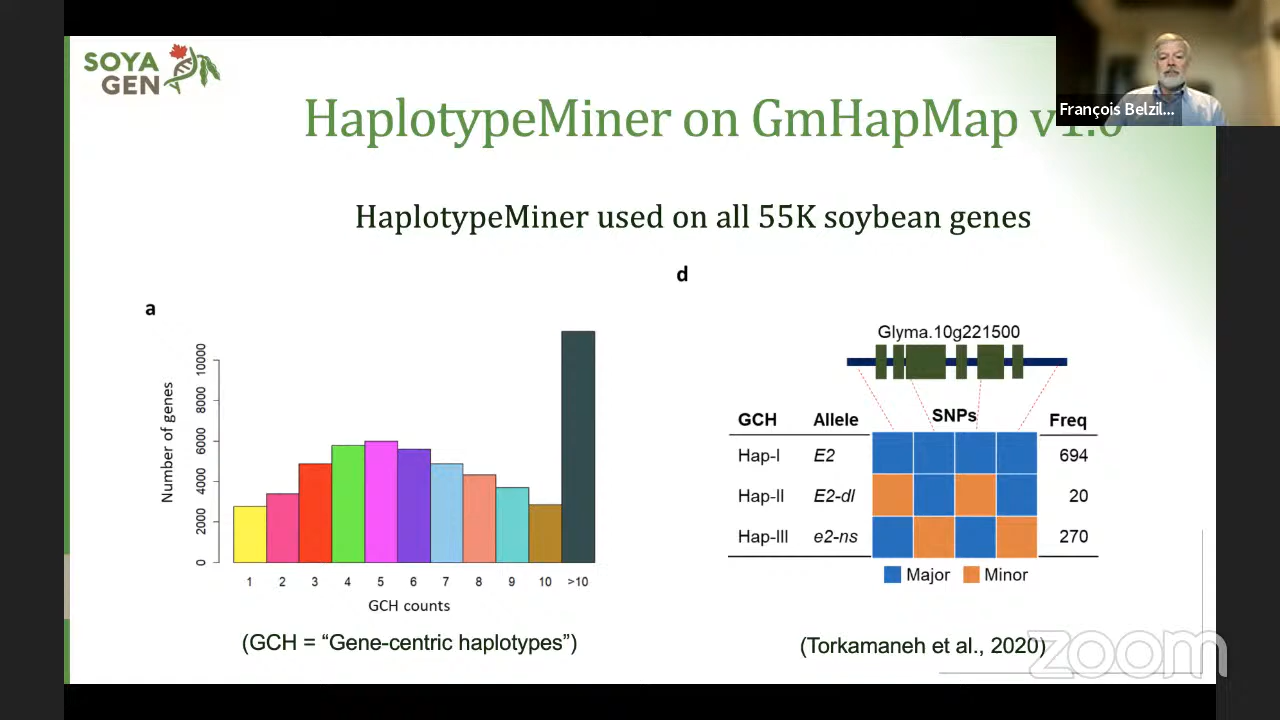 SOYA
GEN
François Belzil...
HaplotypeMiner on GmHapMap
HaplotypeMiner used on all 55K soybean genes
a
Number of genes
0 2000 4000 6000 8000 10000
1 2 3 4 5 6 7 8 9 10 >10
GCH counts
(GCH = “Gene-centric haplotypes”)
d
Glyma.10g221500
GCH Allele SNPs Freq
Hap-I E2 694
Hap-II E2-dl 20
Hap-III e2-ns 270
Major Minor
(Torkamaneh et al., 2020)
zoom